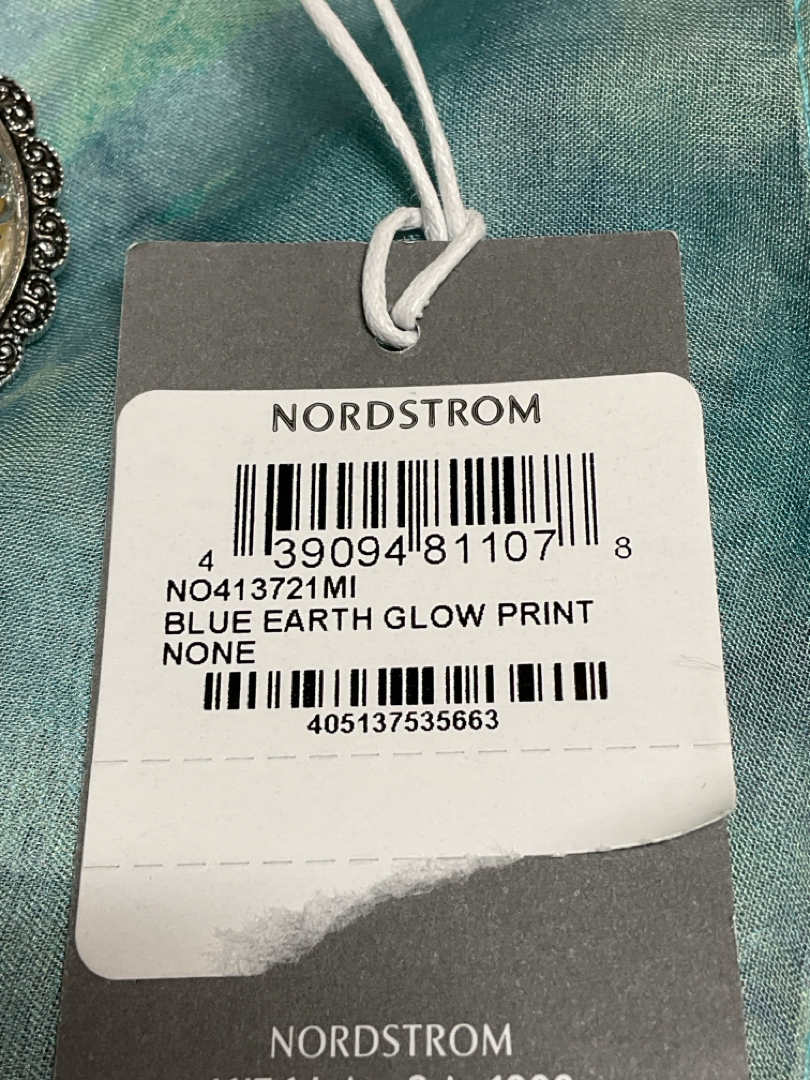 NORDSTROM
4 39094 81107 8
NO413721MI
BLUE EARTH GLOW PRINT
NONE
405137535663
NORDSTROM